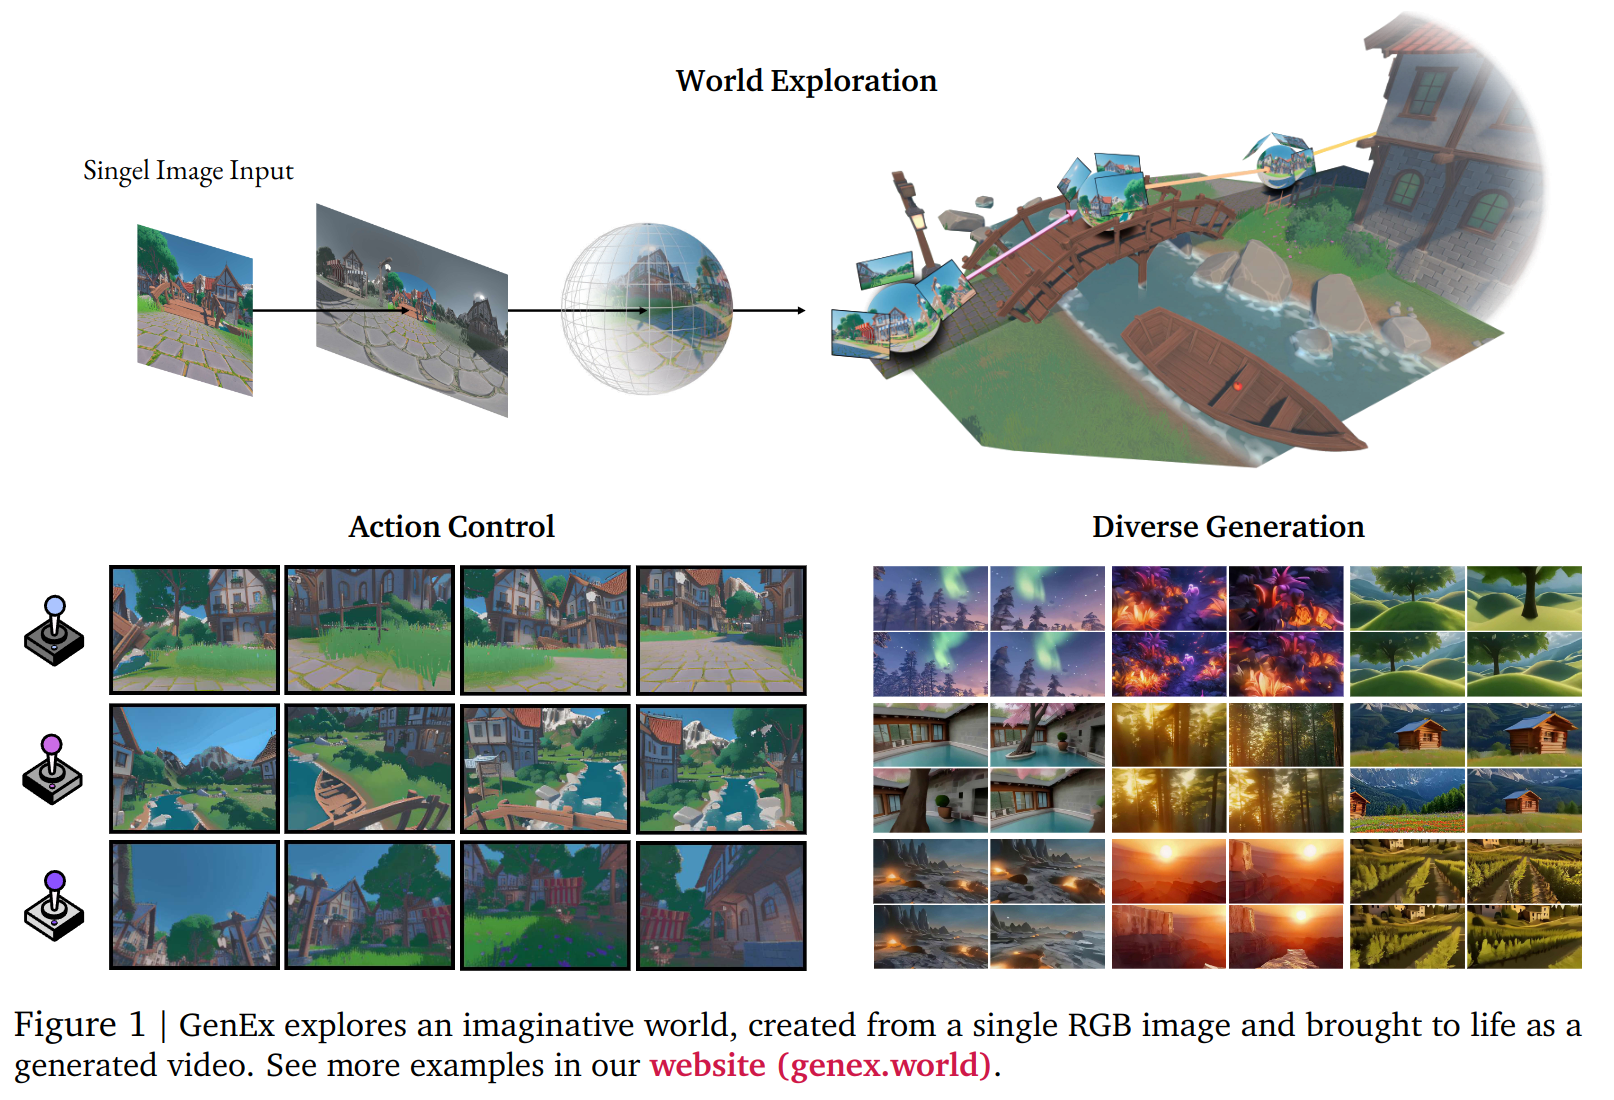 World Exploration
Singel Image Input
Action Control
Diverse Generation
Figure 1 | GenEx explores an imaginative world, created from a single RGB image and brought to life as a
generated video. See more examples in our website (genex.world).